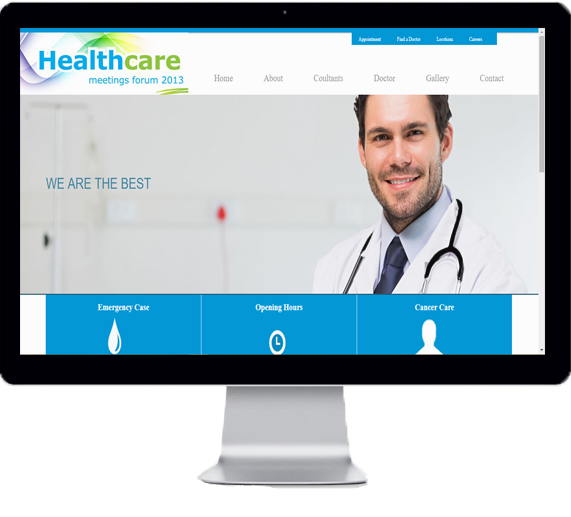 Appointment Find a Doctor Locations Careers
Healthcare
meetings forum 2013
Home About Coultants Doctor Gallery Contact
WE ARE THE BEST
Emergency Case Opening Hours Cancer Care